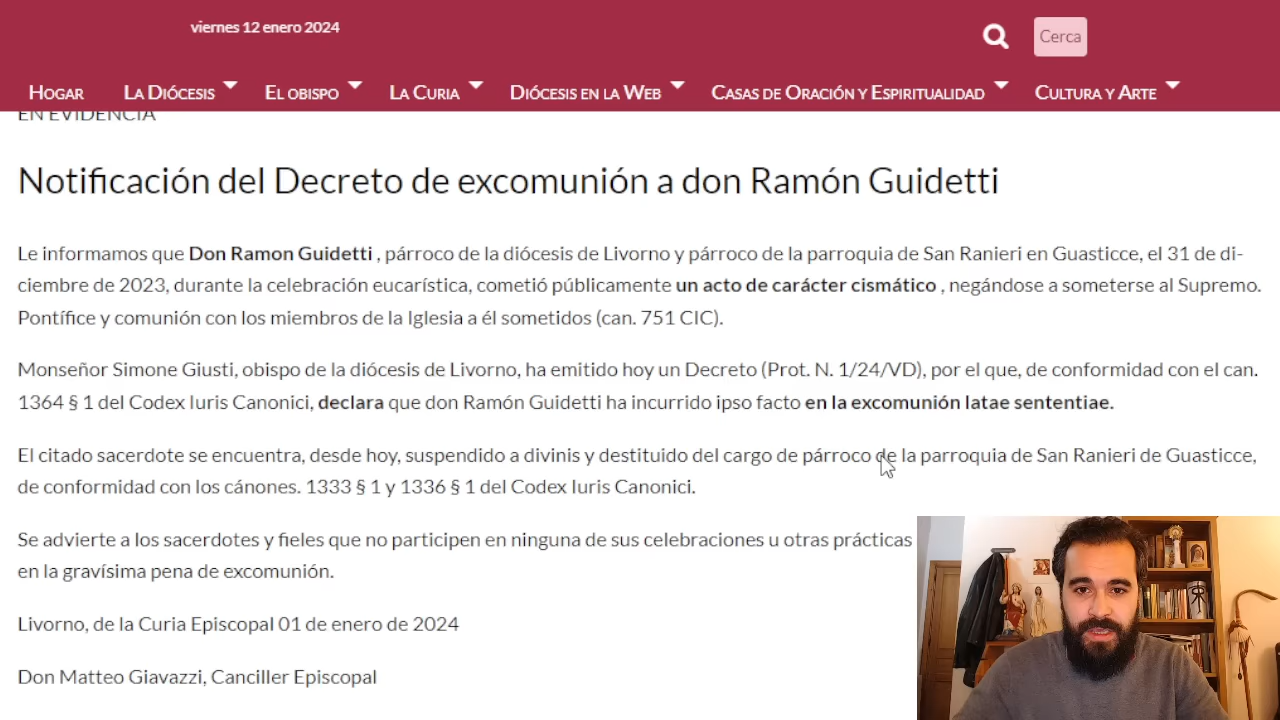 viernes 12 enero 2024
Cerca
Hogar La Diócesis El obispo La Curia Diócesis en la Web Casas de Oración y Espiritualidad Cultura y Arte
EN EVIDENCIA
Notificación del Decreto de excomunión a don Ramón Guidetti
Le informamos que Don Ramon Guidetti , párroco de la diócesis de Livorno y párroco de la parroquia de San Ranieri en Guasticce, el 31 de di-
ciembre de 2023, durante la celebración eucarística, cometió públicamente un acto de carácter cismático , negándose a someterse al Supremo.
Pontífice y comunión con los miembros de la Iglesia a él sometidos (can. 751 CIC).
Monseñor Simone Giusti, obispo de la diócesis de Livorno, ha emitido hoy un Decreto (Prot. N. 1/24/VD), por el que, de conformidad con el can.
1364 § 1 del Codex Iuris Canonici, declara que don Ramón Guidetti ha incurrido ipso facto en la excomunión latae sententiae.
El citado sacerdote se encuentra, desde hoy, suspendido a divinis y destituido del cargo de párroco de la parroquia de San Ranieri de Guasticce,
de conformidad con los cánones. 1333 § 1 y 1336 § 1 del Codex Iuris Canonici.
Se advierte a los sacerdotes y fieles que no participen en ninguna de sus celebraciones u otras prácticas
en la gravísima pena de excomunión.
Livorno, de la Curia Episcopal 01 de enero de 2024
Don Matteo Giavazzi, Canciller Episcopal